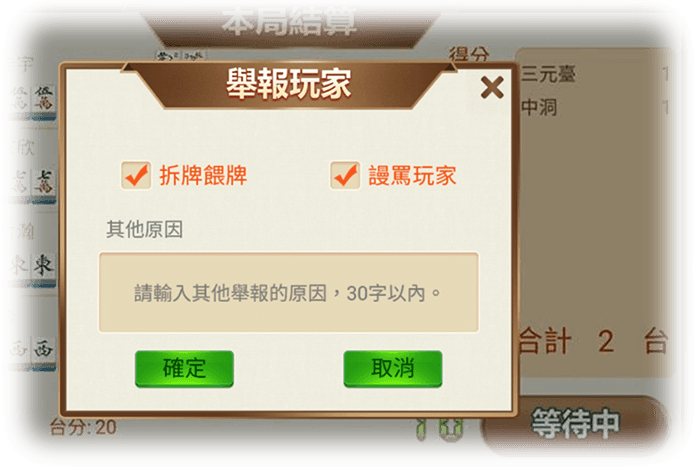 本局結算
得分
舉報玩家
三元臺
中洞
拆牌餵牌
謾罵玩家
其他原因
請輸入其他舉報的原因，30字以內。
確定
取消
合計 2 台
台分: 20
10
等待中